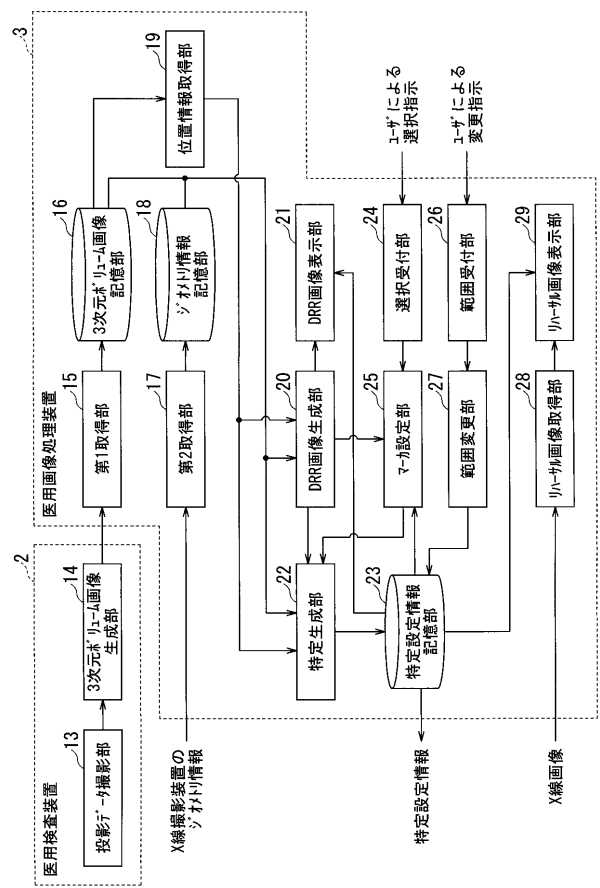 医用検査装置
2
13
投影データ撮影部
14
3次元ボリューム画像
生成部
医用画像処理装置
3
15
第1取得部
16
3次元ボリューム画像
記憶部
19
位置情報取得部
X線撮影装置の
ジオメトリ情報
17
第2取得部
18
ジオメトリ情報
記憶部
22
特定生成部
20
DRR画像生成部
21
DRR画像表示部
23
特定設定情報
記憶部
25
マーカ設定部
24
選択受付部
ユーザによる
選択指示
27
範囲変更部
26
範囲受付部
ユーザによる
変更指示
特定設定情報
X線画像
28
リハーサル画像取得部
29
リハーサル画像表示部